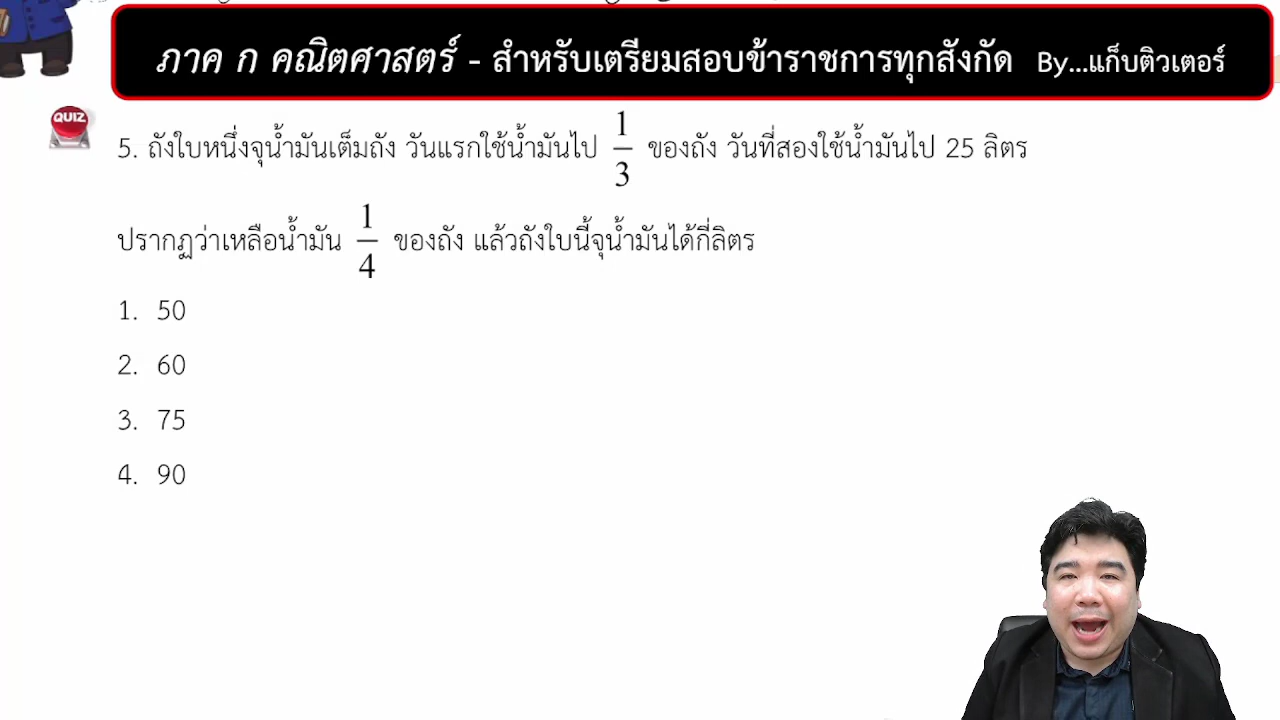 ภาค ก คณิตศาสตร์ - สำหรับเตรียมสอบข้าราชการทุกสังกัด By...แก็บติวเตอร์
QUIZ
5. ถังใบหนึ่งจุน้ำมันเต็มถัง วันแรกใช้น้ำมันไป 1/3 ของถัง วันที่สองใช้น้ำมันไป 25 ลิตร
ปรากฏว่าเหลือน้ำมัน 1/4 ของถัง แล้วถังใบนี้จุน้ำมันได้กี่ลิตร
1. 50
2. 60
3. 75
4. 90